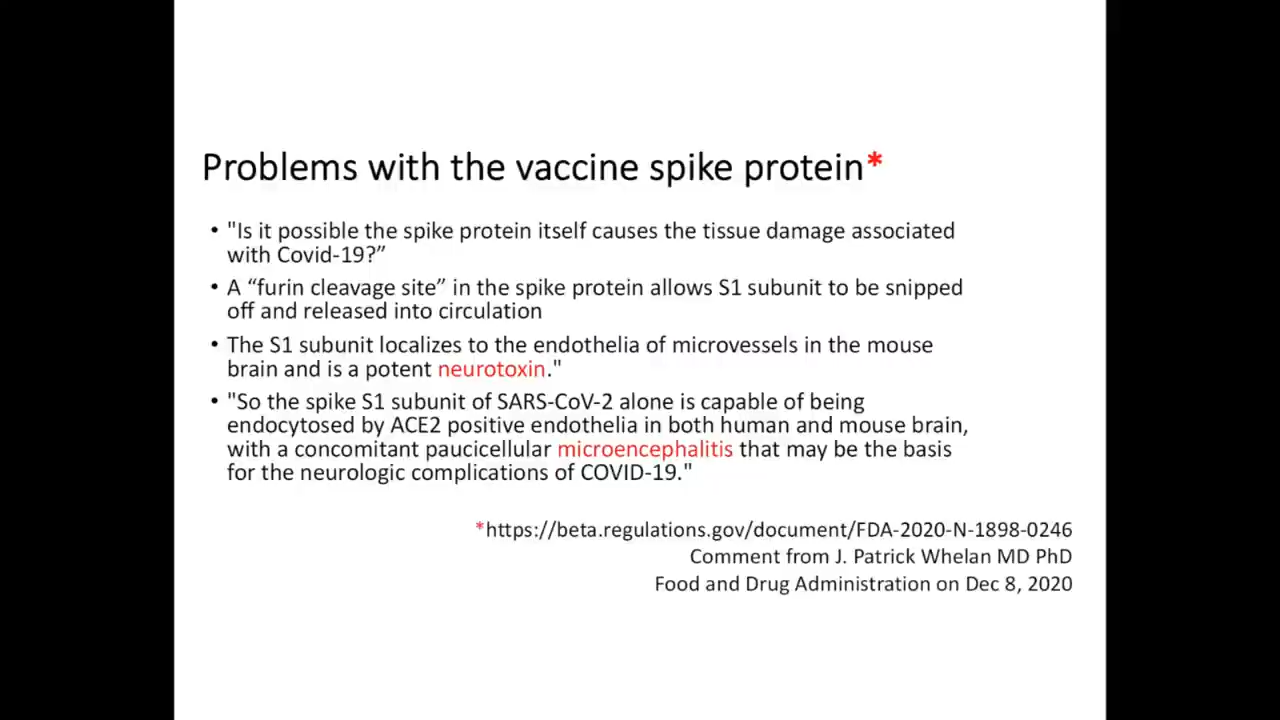 Problems with the vaccine spike protein*
• "Is it possible the spike protein itself causes the tissue damage associated
with Covid-19?”
• A “furin cleavage site” in the spike protein allows S1 subunit to be snipped
off and released into circulation
• The S1 subunit localizes to the endothelia of microvessels in the mouse
brain and is a potent neurotoxin."
• "So the spike S1 subunit of SARS-CoV-2 alone is capable of being
endocytosed by ACE2 positive endothelia in both human and mouse brain,
with a concomitant paucicellular microencephalitis that may be the basis
for the neurologic complications of COVID-19."
*https://beta.regulations.gov/document/FDA-2020-N-1898-0246
Comment from J. Patrick Whelan MD PhD
Food and Drug Administration on Dec 8, 2020